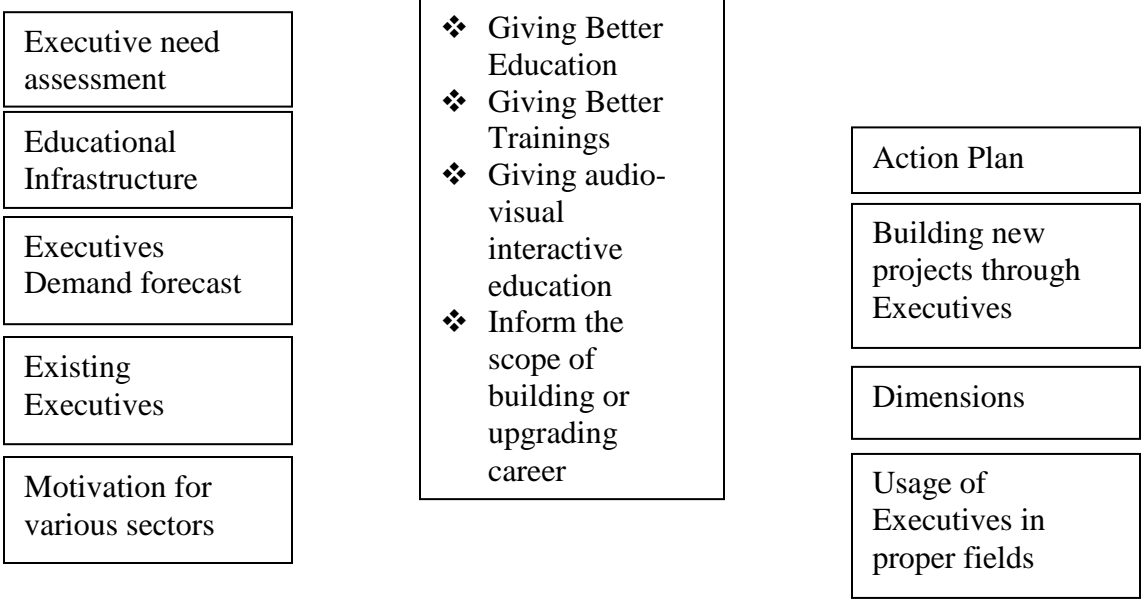 Executive need
assessment
Educational
Infrastructure
Executives
Demand forecast
Existing
Executives
Motivation for
various sectors
❖ Giving Better
Education
❖ Giving Better
Trainings
❖ Giving audio-
visual
interactive
education
❖ Inform the
scope of
building or
upgrading
career
Action Plan
Building new
projects through
Executives
Dimensions
Usage of
Executives in
proper fields